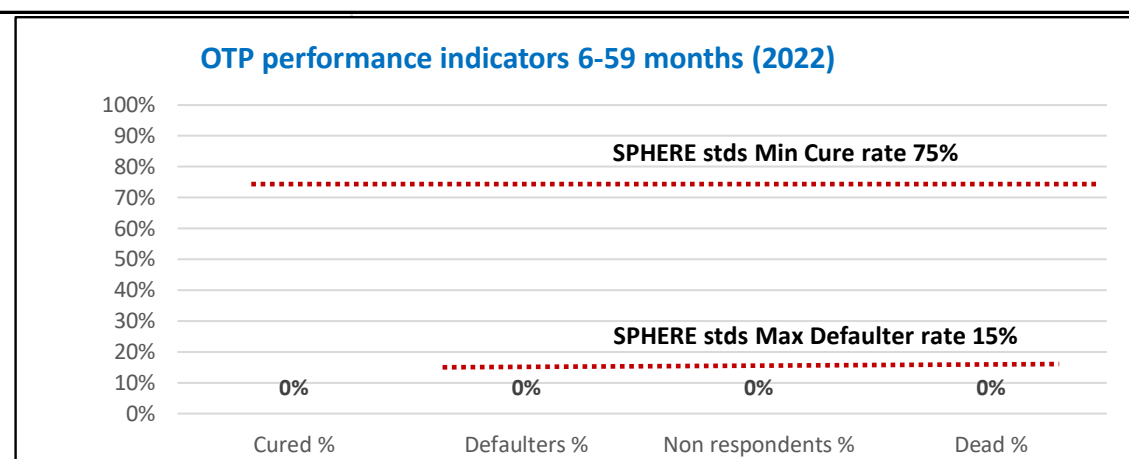 OTP performance indicators 6-59 months (2022)
100%
90%
SPHERE stds Min Cure rate 75%
80%
70%
60%
50%
40%
30%
SPHERE stds Max Defaulter rate 15%
20%
10%
0% 0% 0% 0%
0%
Cured % Defaulters % Non respondents % Dead %